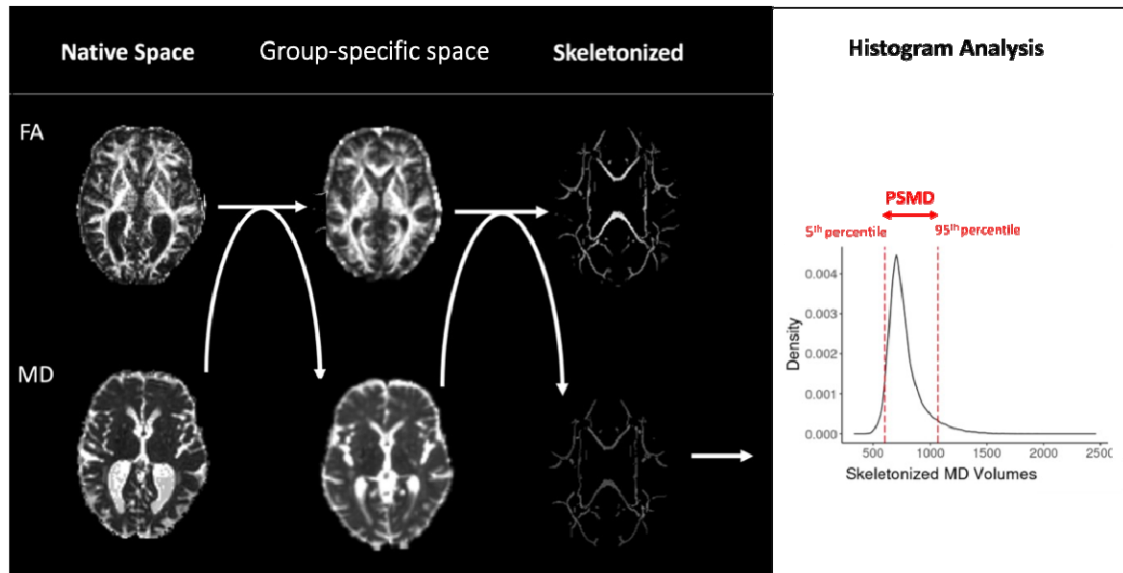 Native Space
Group-specific space
Skeletonized
Histogram Analysis
FA
MD
PSMD
5th percentile
95th percentile
0.004
0.003
0.002
0.001
0.000
Density
500
1000
1500
2000
2500
Skeletonized MD Volumes